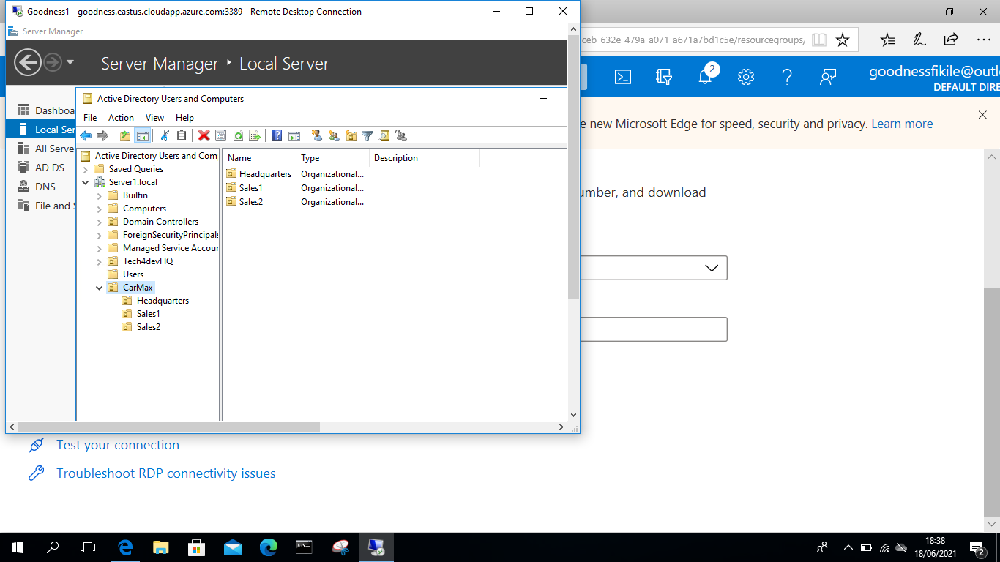 Goodness1 - goodness.eastus.cloudapp.azure.com:3389 - Remote Desktop Connection
Server Manager
Server Manager Local Server
Dashboa
Local Ser
All Serve
AD DS
DNS
File and S
Active Directory Users and Computers
File Action View Help
Active Directory Users and Com
Saved Queries
Server1.local
Builtin
Computers
Domain Controllers
ForeignSecurityPrincipals
Managed Service Accour
Tech4devHQ
Users
CarMax
Headquarters
Sales1
Sales2
Name Type Description
Headquarters Organizational...
Sales1 Organizational...
Sales2 Organizational...
ceb-632e-479a-a071-a671a7bd1c5e/resourcegroups/
2
goodnessfikile@outlo
DEFAULT DIRE
e new Microsoft Edge for speed, security and privacy. Learn more
umber, and download
Test your connection
Troubleshoot RDP connectivity issues
18:38
18/06/2021
2